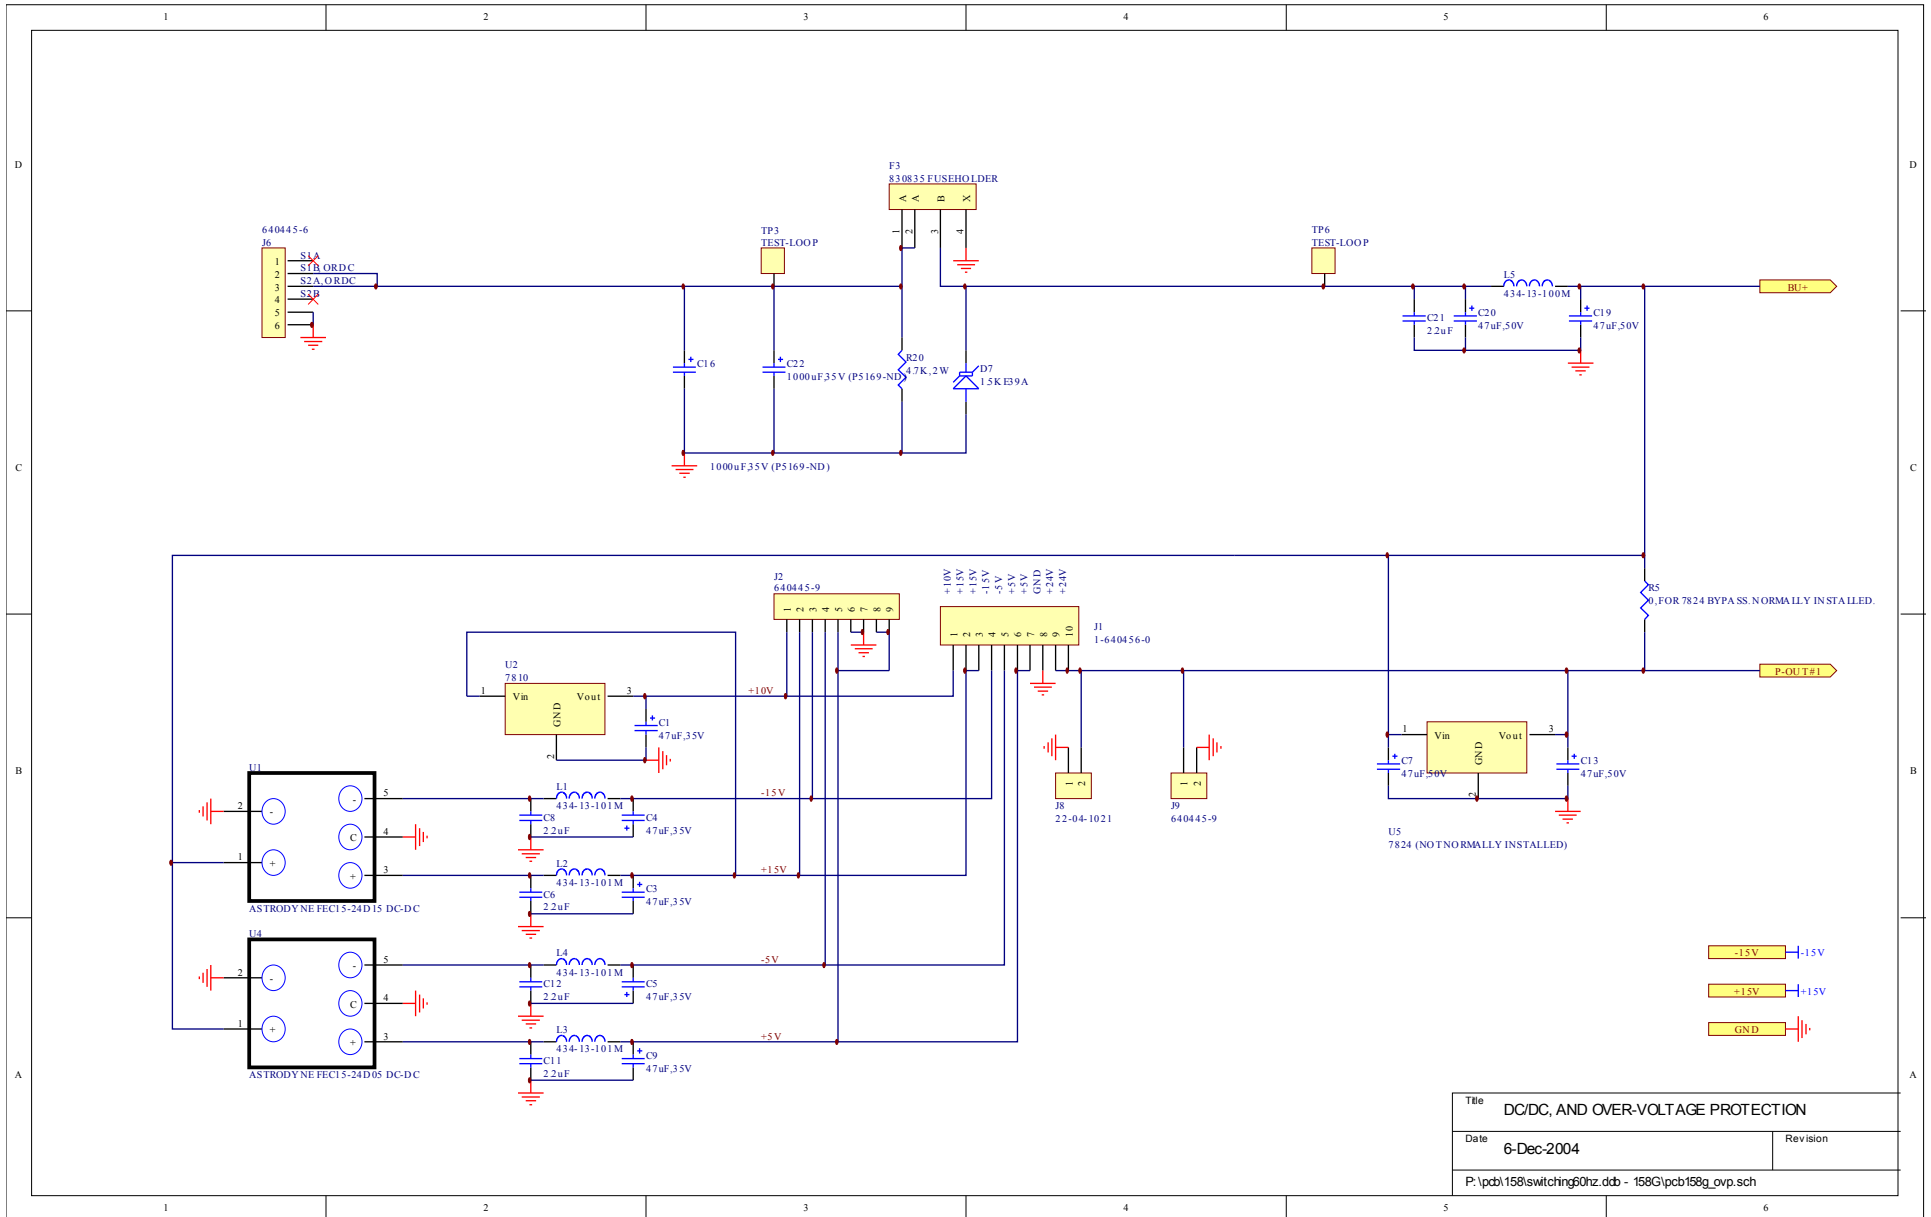 1 2 3 4 5 6
D D
F3
830835 FUSEHOLDER
A A B X
1 2 3 4
640445-6
J6
1 S1A
2 S1B, ORDC
3 S2A, ORDC
4 S2B
5
6
TP3
TEST-LOOP
TP6
TEST-LOOP
L5
434-13-100M
BU+
C21
2.2uF
C20
47uF,50V
C19
47uF,50V
C16
C22
1000uF,35V (P5169-ND)
R20
4.7K, 2W
D7
1.5KE39A
C C
1000uF,35V (P5169-ND)
J2
640445-9
1 2 3 4 5 6 7 8 9
+10V +15V +15V -15V -5V +5V +5V GND +24V +24V
1 2 3 4 5 6 7 8 9 10
J1
1-640456-0
R5
0, FOR 7824 BYPASS. NORMALLY INSTALLED.
U2
7810
1 Vin Vout 3
GND
2
+10V
C1
47uF,35V
P-OUT#1
1 Vin Vout 3
GND
2
C7
47uF,50V
C13
47uF,50V
U5
7824 (NOT NORMALLY INSTALLED)
1 2
J8
22-04-1021
1 2
J9
640445-9
B B
U1
2 - - 5
C 4
1 + + 3
ASTRODYNE FEC15-24D15 DC-DC
L1
434-13-101M
-15V
C8
2.2uF
C4
47uF,35V
L2
434-13-101M
+15V
C6
2.2uF
C3
47uF,35V
U4
2 - - 5
C 4
1 + + 3
ASTRODYNE FEC15-24D05 DC-DC
L4
434-13-101M
-5V
C12
2.2uF
C5
47uF,35V
L3
434-13-101M
+5V
C11
2.2uF
C9
47uF,35V
-15V -15V
+15V +15V
GND
A A
Title
DC/DC, AND OVER-VOLTAGE PROTECTION
Date
6-Dec-2004
Revision
P:\pcb\158\switching60hz.ddb - 158G\pcb158g_ovp.sch
1 2 3 4 5 6